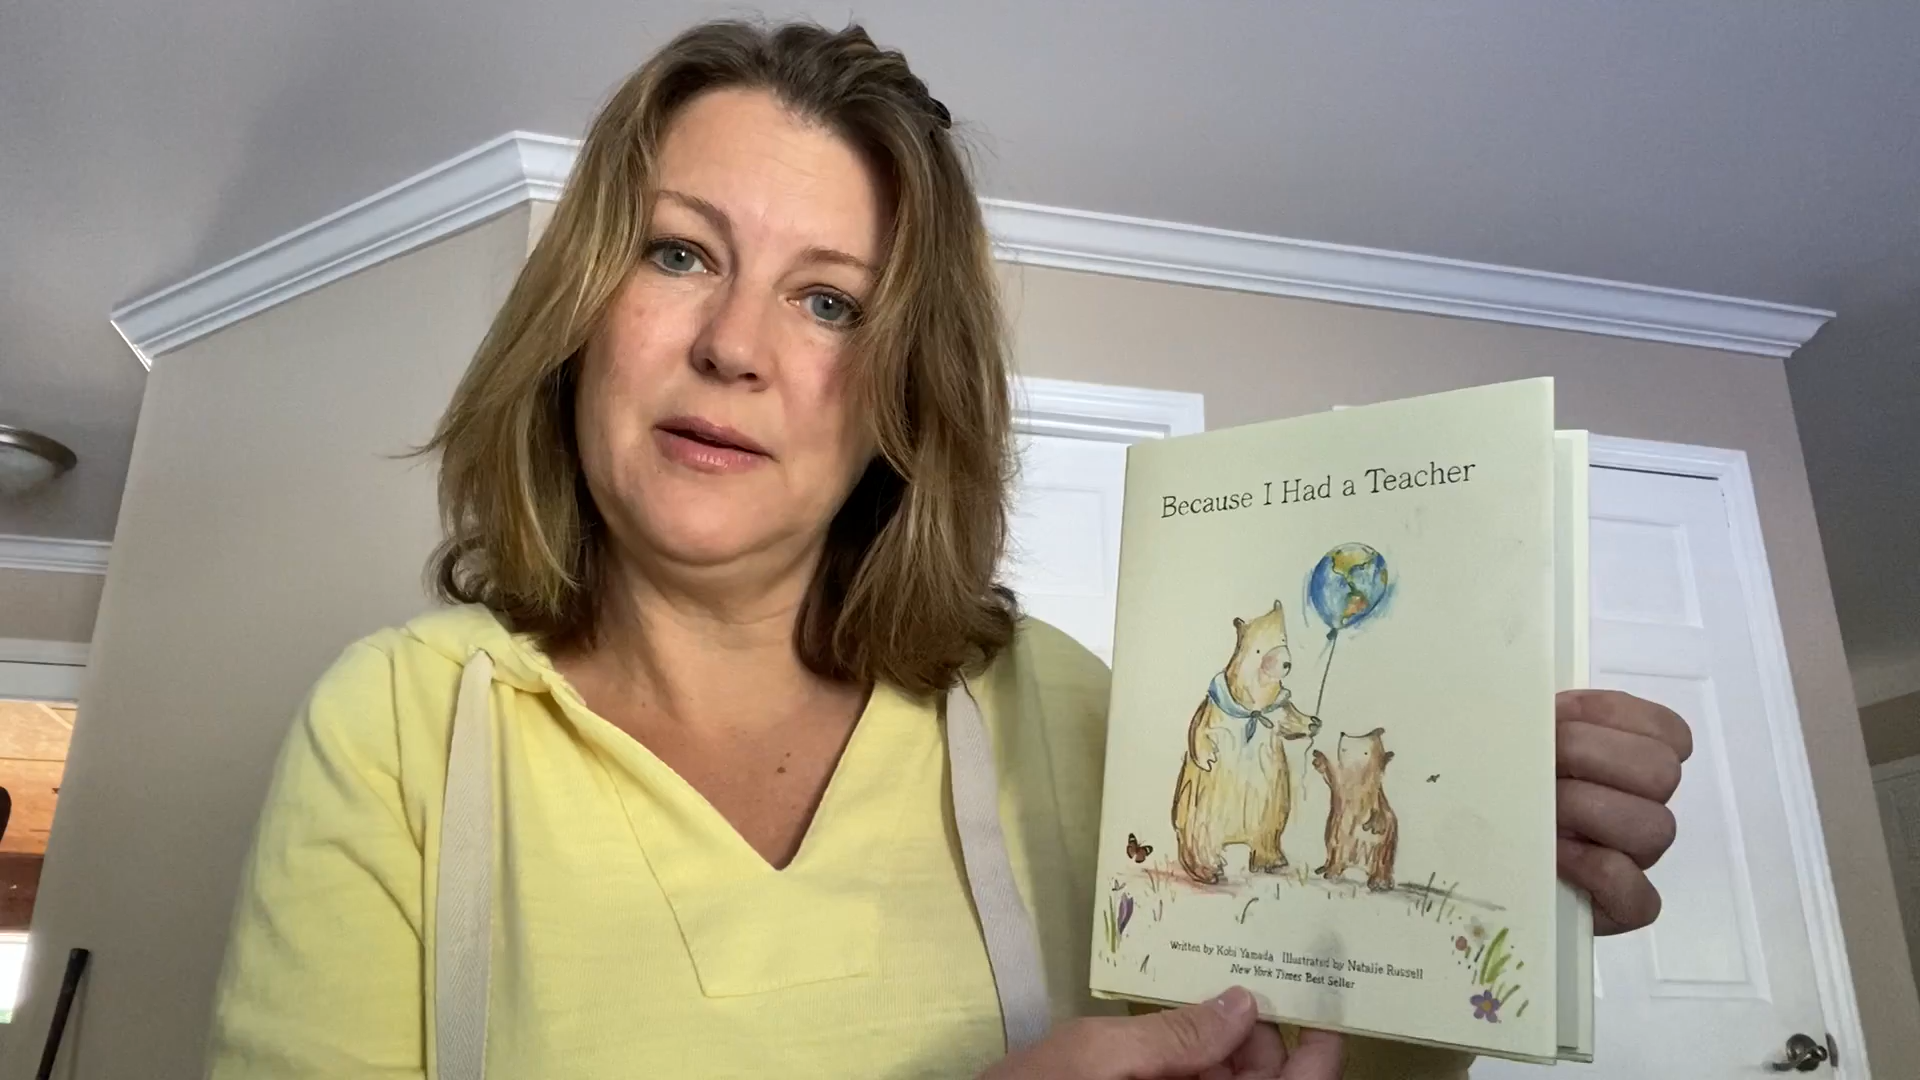 Because I Had a Teacher
Written by Kobi Yamada Illustrated by Natalie Russell
New York Times Best Seller